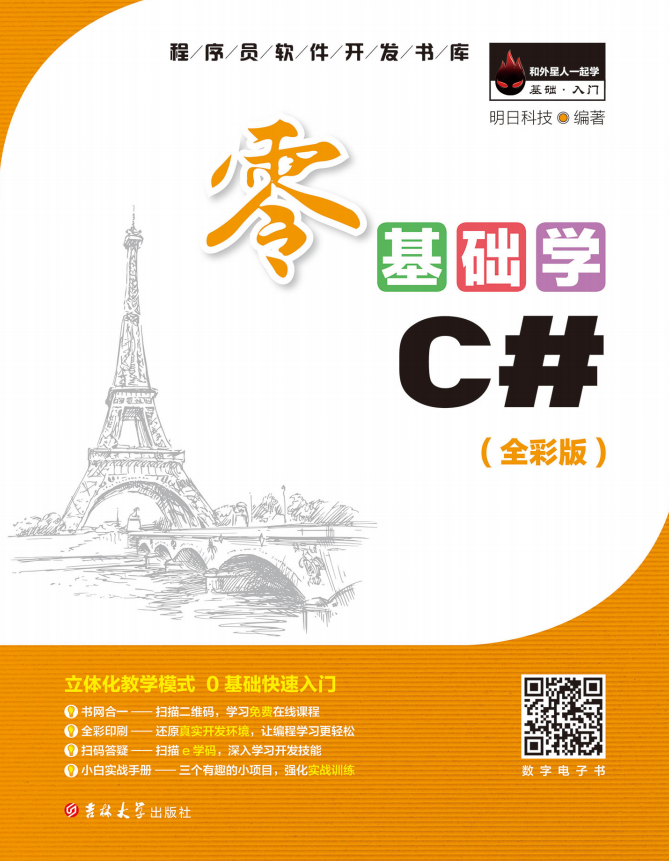 程/序/员/软/件/开/发/书/库
和外星人一起学
基础·入门
明日科技 编著
零
基础学
C#
(全彩版)
立体化教学模式 0基础快速入门
书网合一 —— 扫描二维码，学习免费在线课程
全彩印刷 —— 还原真实开发环境，让编程学习更轻松
扫码答疑 —— 扫描e学码，深入学习开发技能
小白实战手册 —— 三个有趣的小项目，强化实战训练
数字电子书
吉林大学出版社